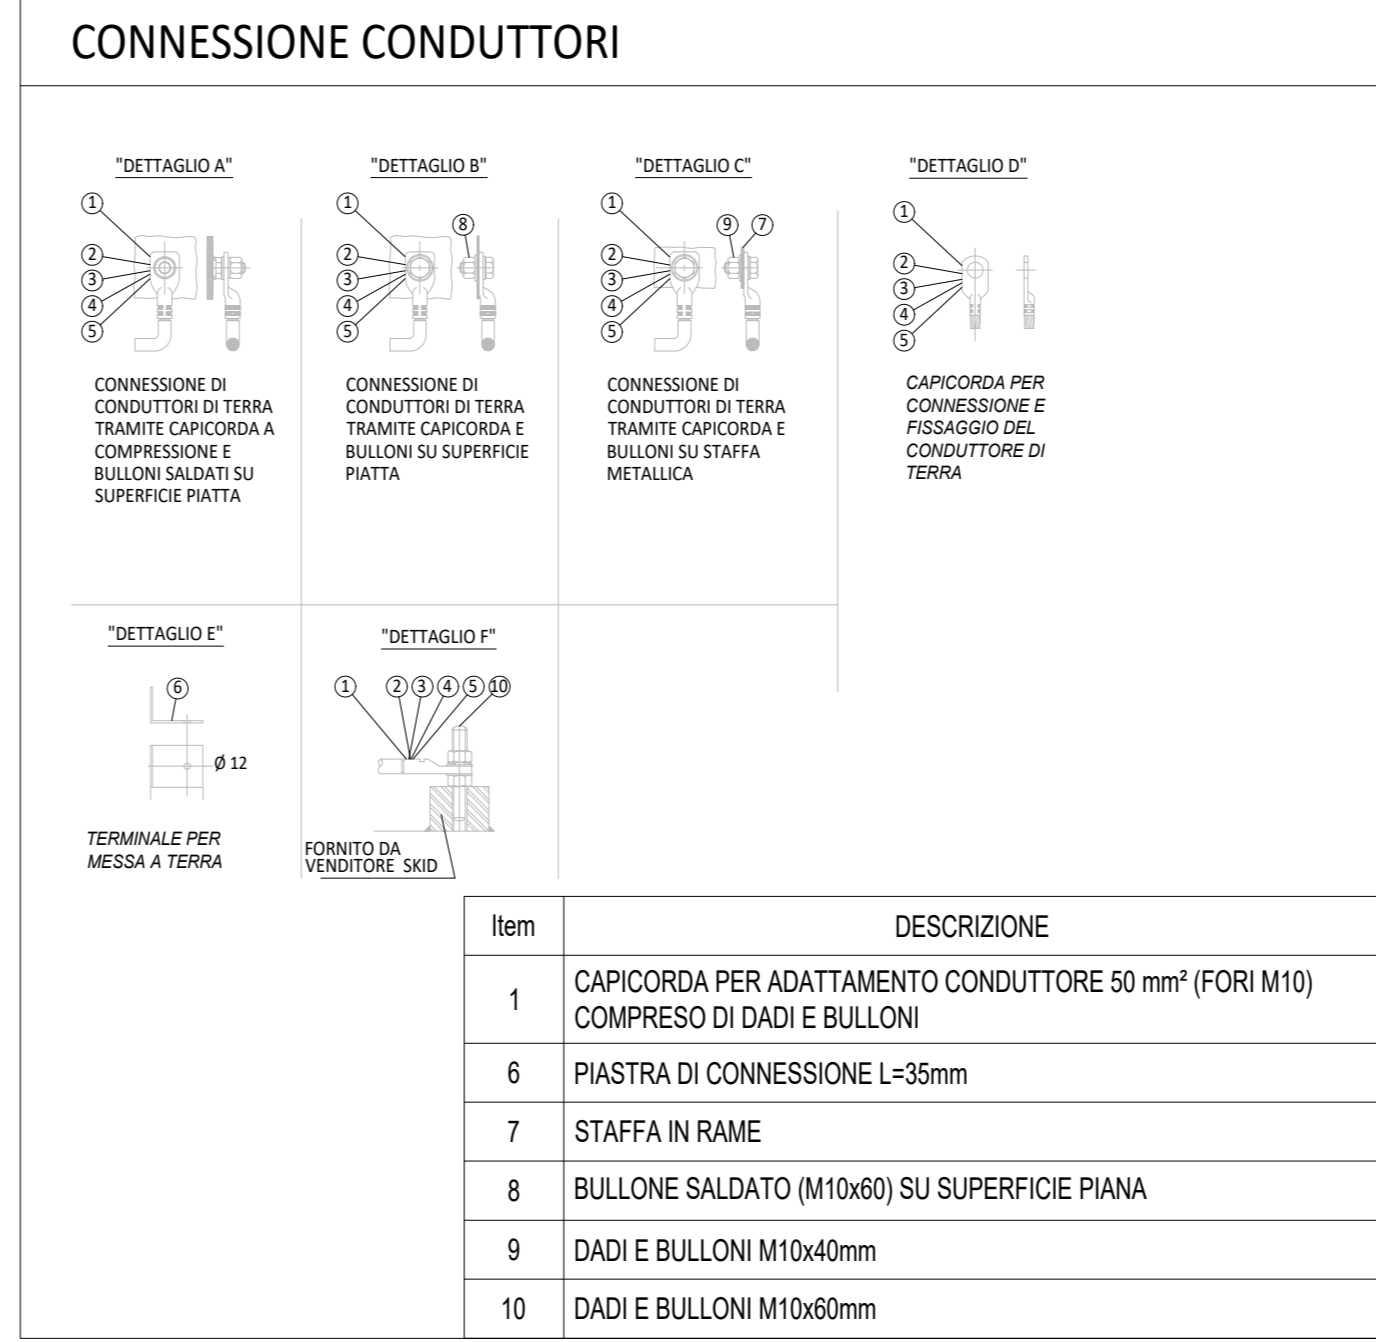 CONNESSIONE CONDUTTORI
"DETTAGLIO A"
1
2
3
4
5
CONNESSIONE DI
CONDUTTORI DI TERRA
TRAMITE CAPICORDA A
COMPRESSIONE E
BULLONI SALDATI SU
SUPERFICIE PIATTA
"DETTAGLIO B"
1
8
2
3
4
5
CONNESSIONE DI
CONDUTTORI DI TERRA
TRAMITE CAPICORDA E
BULLONI SU SUPERFICIE
PIATTA
"DETTAGLIO C"
1
9 7
2
3
4
5
CONNESSIONE DI
CONDUTTORI DI TERRA
TRAMITE CAPICORDA E
BULLONI SU STAFFA
METALLICA
"DETTAGLIO D"
1
2
3
4
5
CAPICORDA PER
CONNESSIONE E
FISSAGGIO DEL
CONDUTTORE DI
TERRA
"DETTAGLIO E"
6
Ø 12
TERMINALE PER
MESSA A TERRA
"DETTAGLIO F"
1 2 3 4 5 10
FORNITO DA
VENDITORE SKID
Item DESCRIZIONE
1 CAPICORDA PER ADATTAMENTO CONDUTTORE 50 mm² (FORI M10)
COMPRESO DI DADI E BULLONI
6 PIASTRA DI CONNESSIONE L=35mm
7 STAFFA IN RAME
8 BULLONE SALDATO (M10x60) SU SUPERFICIE PIANA
9 DADI E BULLONI M10x40mm
10 DADI E BULLONI M10x60mm